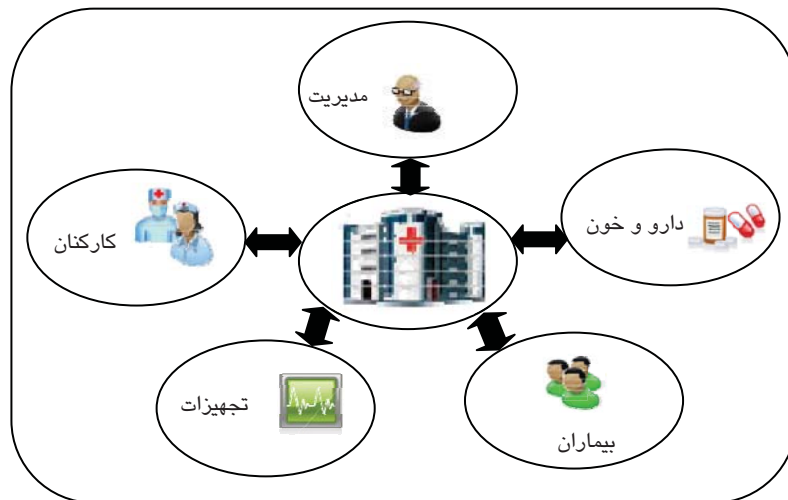 مدیریت
دارو و خون
کارکنان
تجهیزات
بیماران